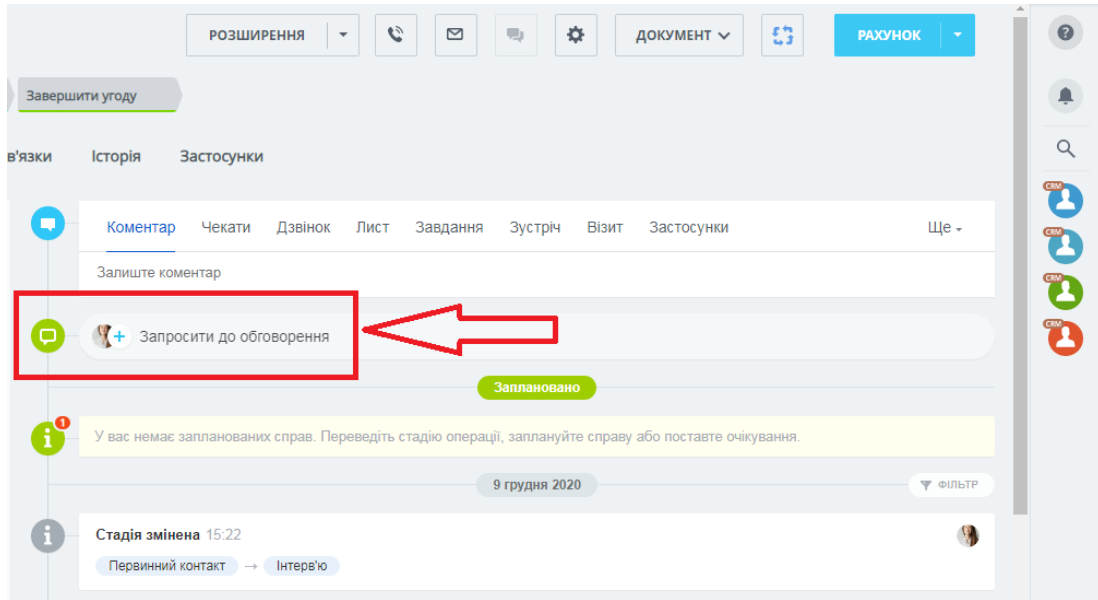 РОЗШИРЕННЯ
ДОКУМЕНТ
РАХУНОК
Завершити угоду
в'язки Історія Застосунки
Коментар Чекати Дзвінок Лист Завдання Зустріч Візит Застосунки Ще
Залиште коментар
Запросити до обговорення
Заплановано
1
У вас немає запланованих справ. Переведіть стадію операції, заплануйте справу або поставте очікування.
9 грудня 2020
ФІЛЬТР
Стадія змінена 15:22
Первинний контакт → Інтерв'ю
CRM
CRM
CRM
CRM